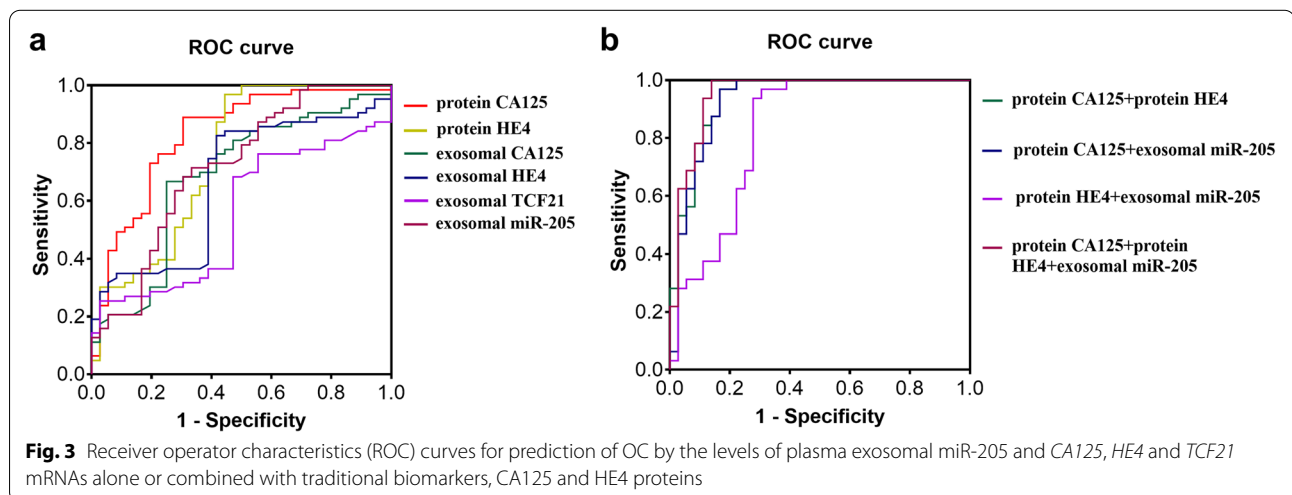 a
ROC curve
Sensitivity
1.0
0.8
0.6
0.4
0.2
0.0
0.0 0.2 0.4 0.6 0.8 1.0
1 - Specificity
protein CA125
protein HE4
exosomal CA125
exosomal HE4
exosomal TCF21
exosomal miR-205
b
ROC curve
Sensitivity
1.0
0.8
0.6
0.4
0.2
0.0
0.0 0.2 0.4 0.6 0.8 1.0
1 - Specificity
protein CA125+protein HE4
protein CA125+exosomal miR-205
protein HE4+exosomal miR-205
protein CA125+protein
HE4+exosomal miR-205
Fig. 3 Receiver operator characteristics (ROC) curves for prediction of OC by the levels of plasma exosomal miR-205 and CA125, HE4 and TCF21
mRNAs alone or combined with traditional biomarkers, CA125 and HE4 proteins